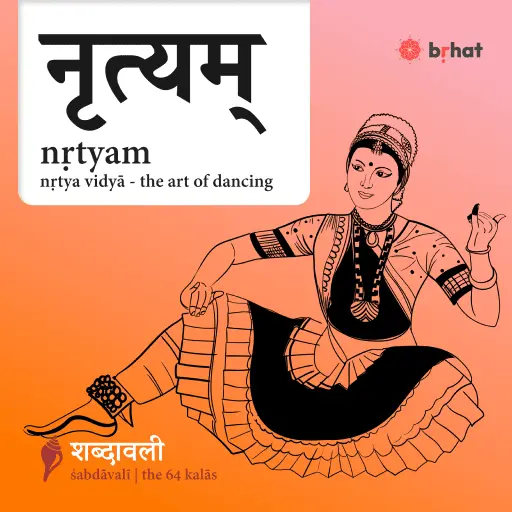 नृत्यम्
bṛhat
nṛtyam
nṛtya vidyā - the art of dancing
शब्दावली
śabdāvalī | the 64 kalās